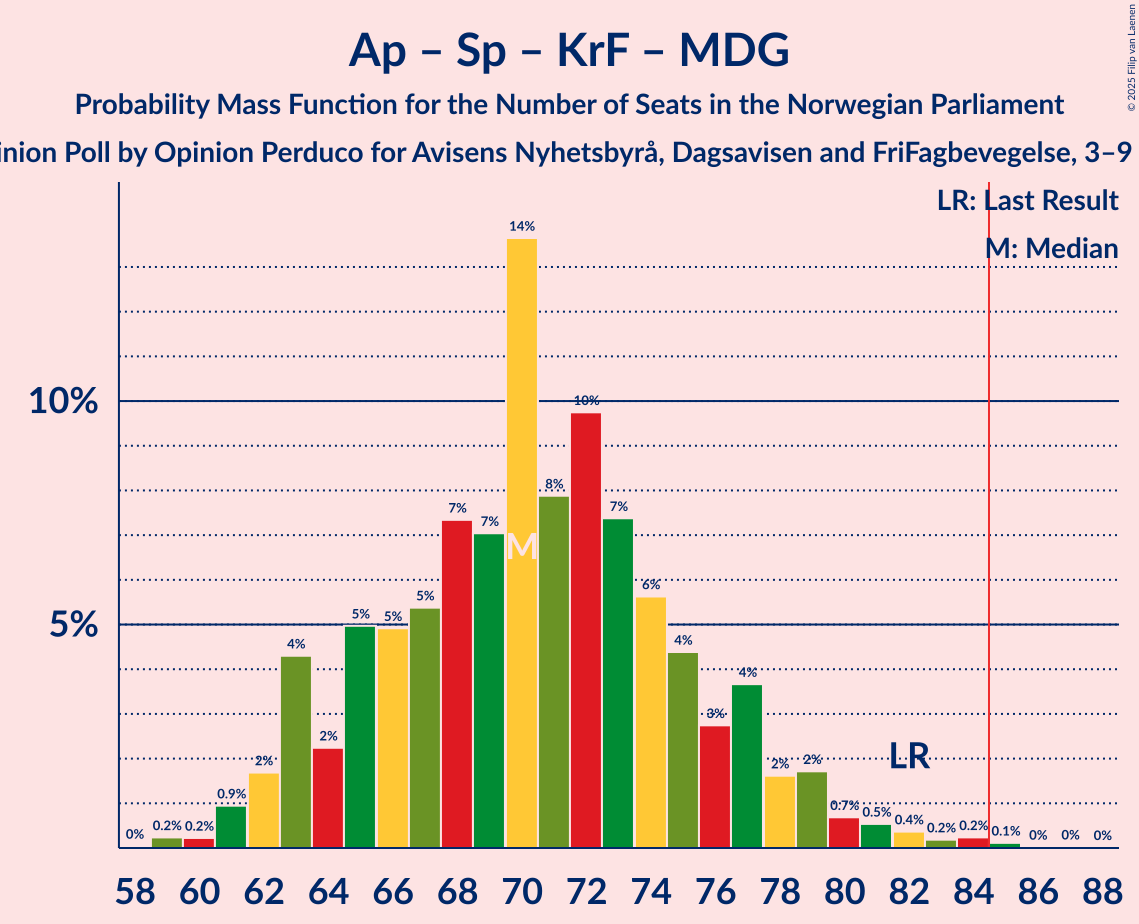 © 2025 Filip van Laenen
Ap – Sp – KrF – MDG
Probability Mass Function for the Number of Seats in the Norwegian Parliament
inion Poll by Opinion Perduco for Avisens Nyhetsbyrå, Dagsavisen and FriFagbevegelse, 3–9
LR: Last Result
M: Median
10%
5%
0% 0.2% 0.2% 0.9% 2% 4% 2% 5% 5% 5% 7% 7% 14% 8% 10% 7% 6% 4% 3% 4% 2% 2% 0.7% 0.5% 0.4% 0.2% 0.2% 0.1% 0% 0% 0%
M
LR
58 60 62 64 66 68 70 72 74 76 78 80 82 84 86 88